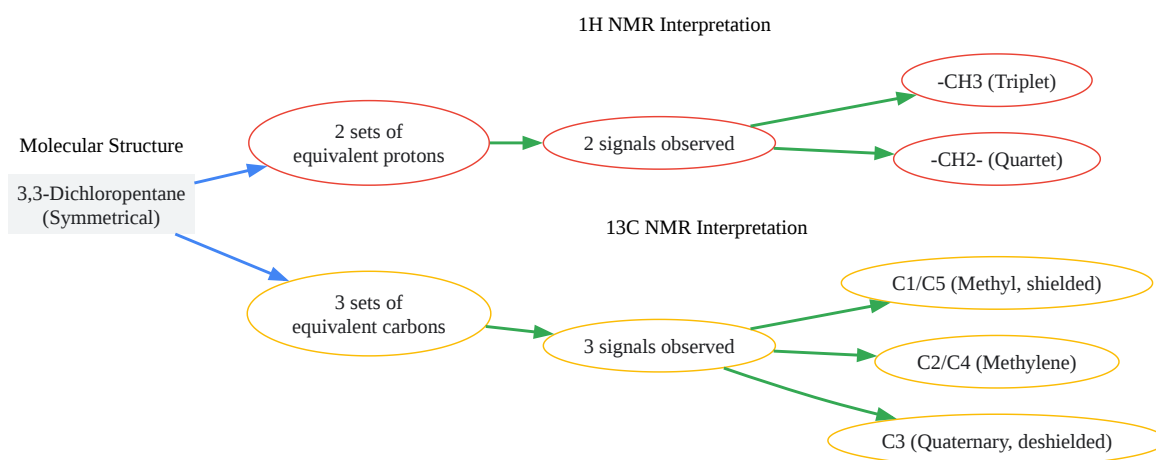 1H NMR Interpretation
Molecular Structure
3,3-Dichloropentane
(Symmetrical)
2 sets of
equivalent protons
2 signals observed
-CH3 (Triplet)
-CH2- (Quartet)
13C NMR Interpretation
3 sets of
equivalent carbons
3 signals observed
C1/C5 (Methyl, shielded)
C2/C4 (Methylene)
C3 (Quaternary, deshielded)